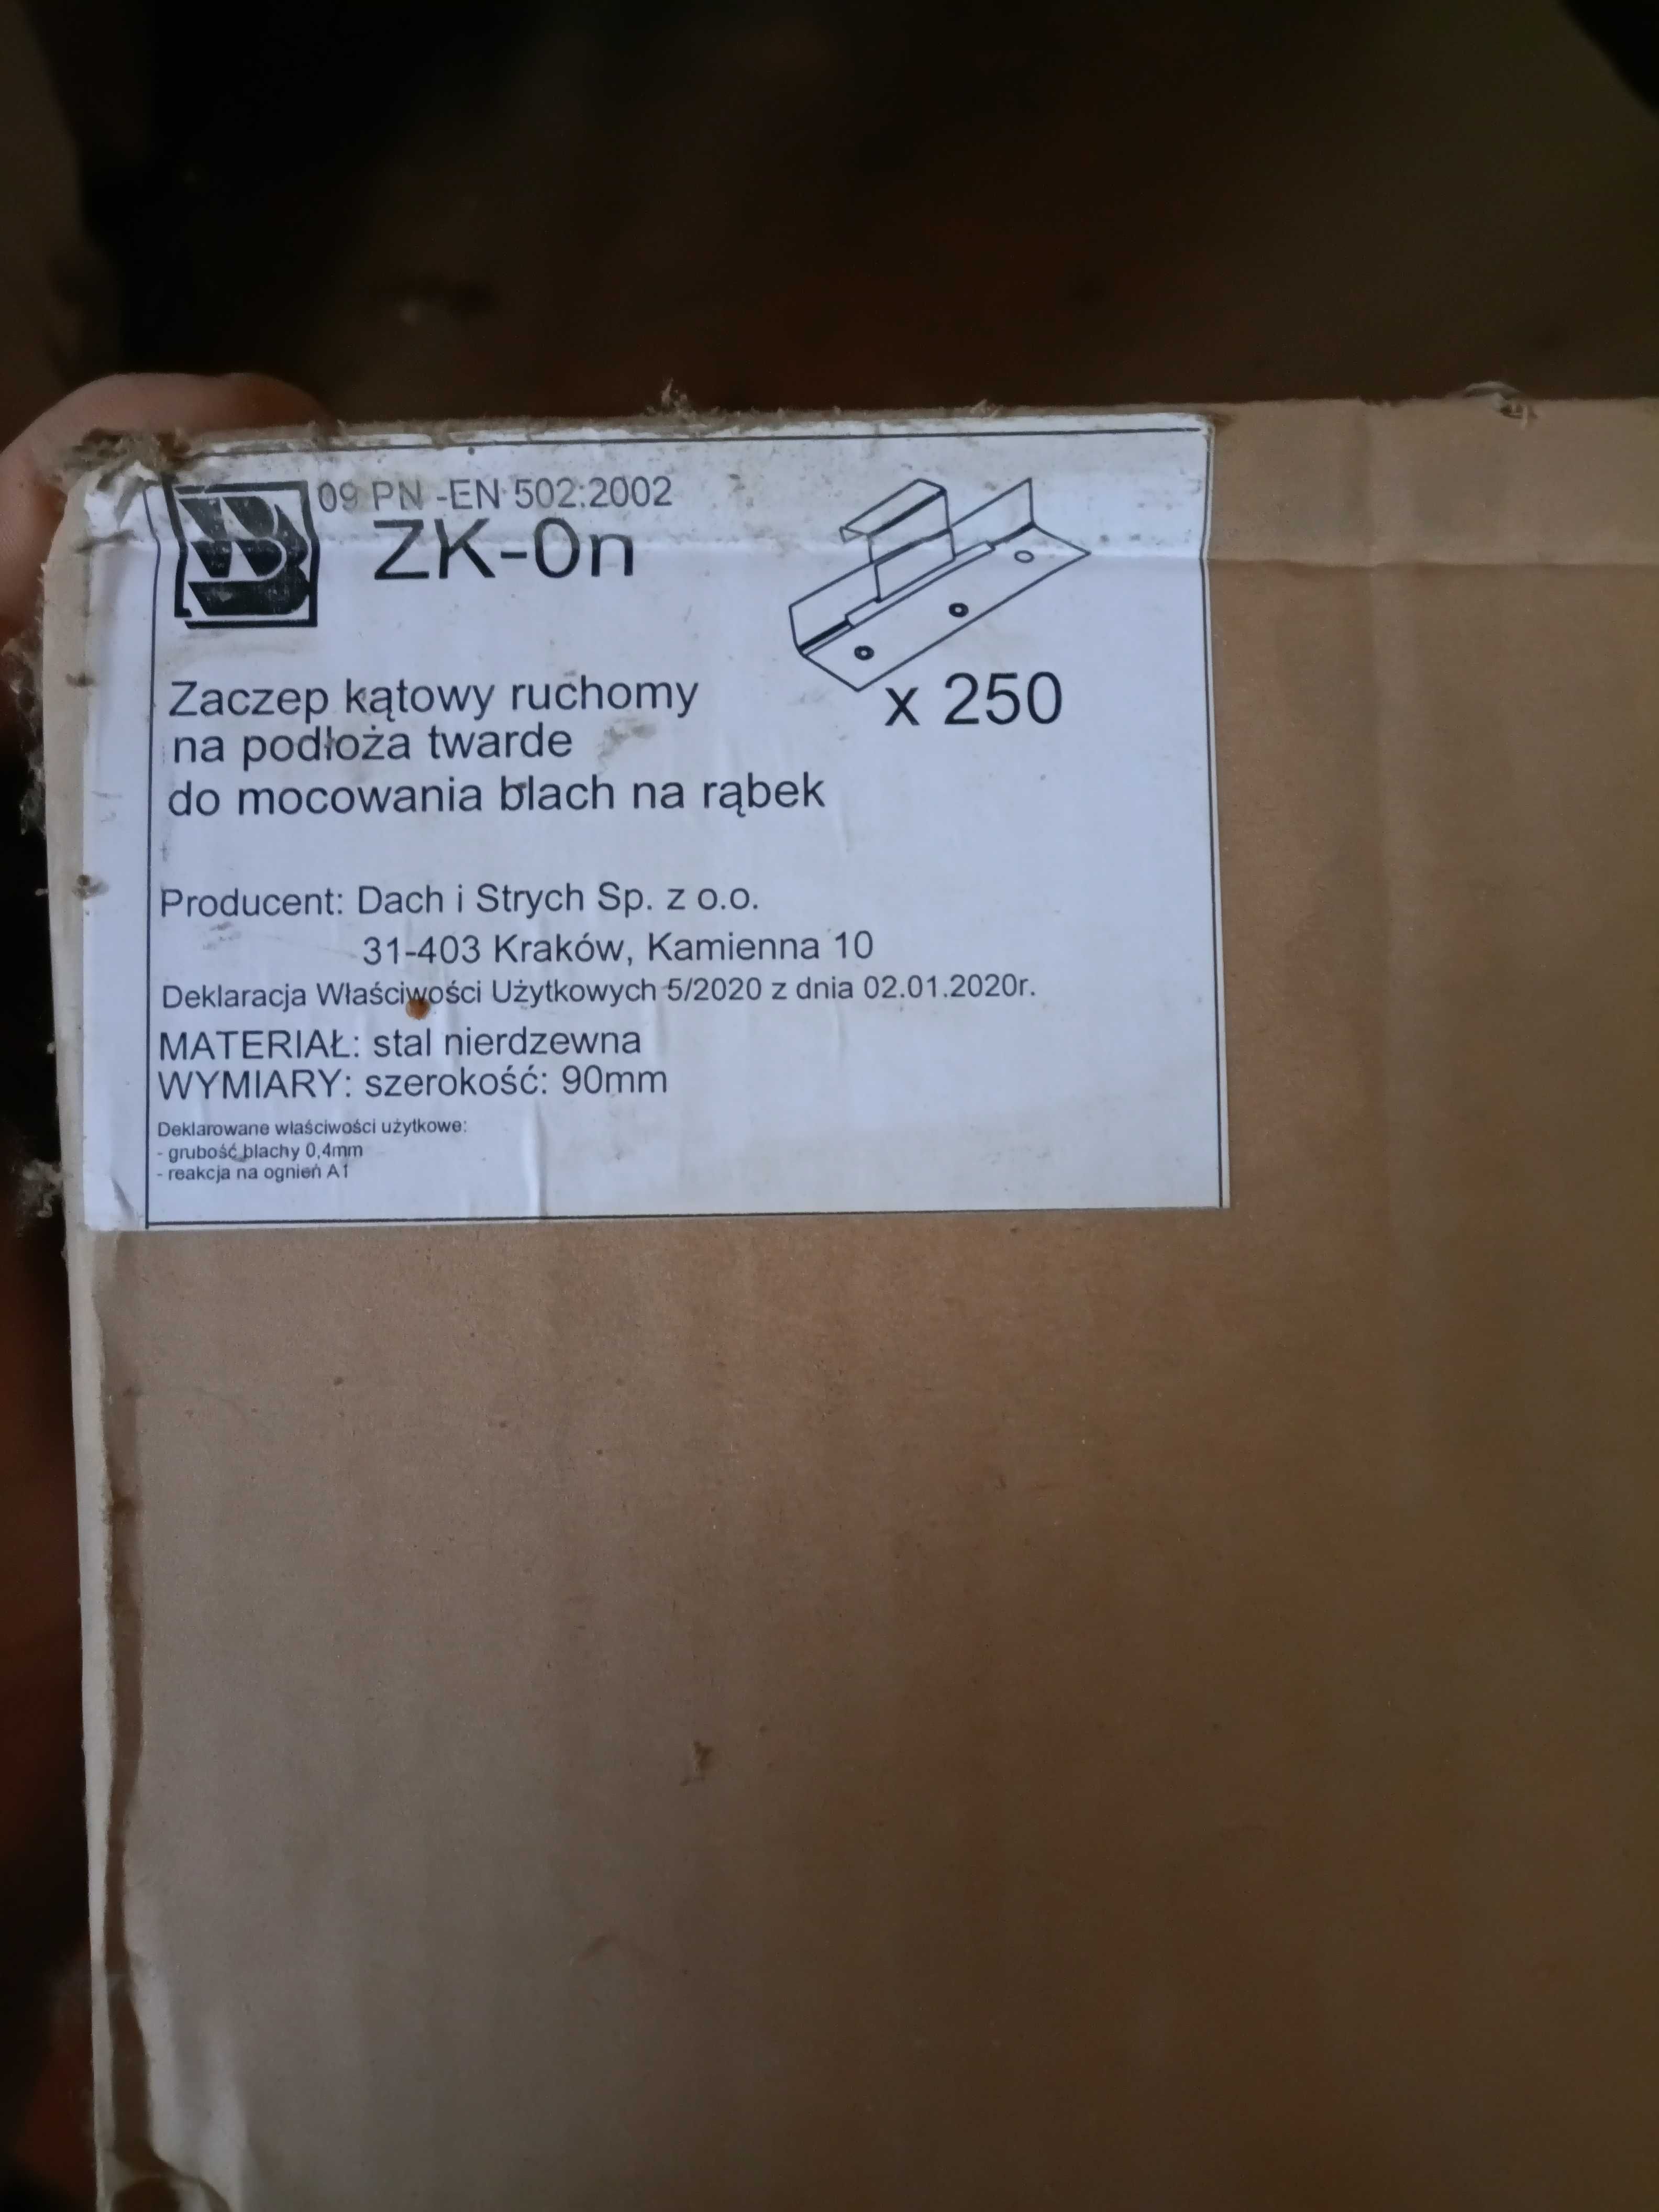 09 PN -EN 502:2002
ZK-0n
x 250
Zaczep kątowy ruchomy
na podłoża twarde
do mocowania blach na rąbek
Producent: Dach i Strych Sp. z o.o.
31-403 Kraków, Kamienna 10
Deklaracja Właściwości Użytkowych 5/2020 z dnia 02.01.2020r.
MATERIAŁ: stal nierdzewna
WYMIARY: szerokość: 90mm
Deklarowane właściwości użytkowe:
- grubość blachy 0,4mm
- reakcja na ognień A1